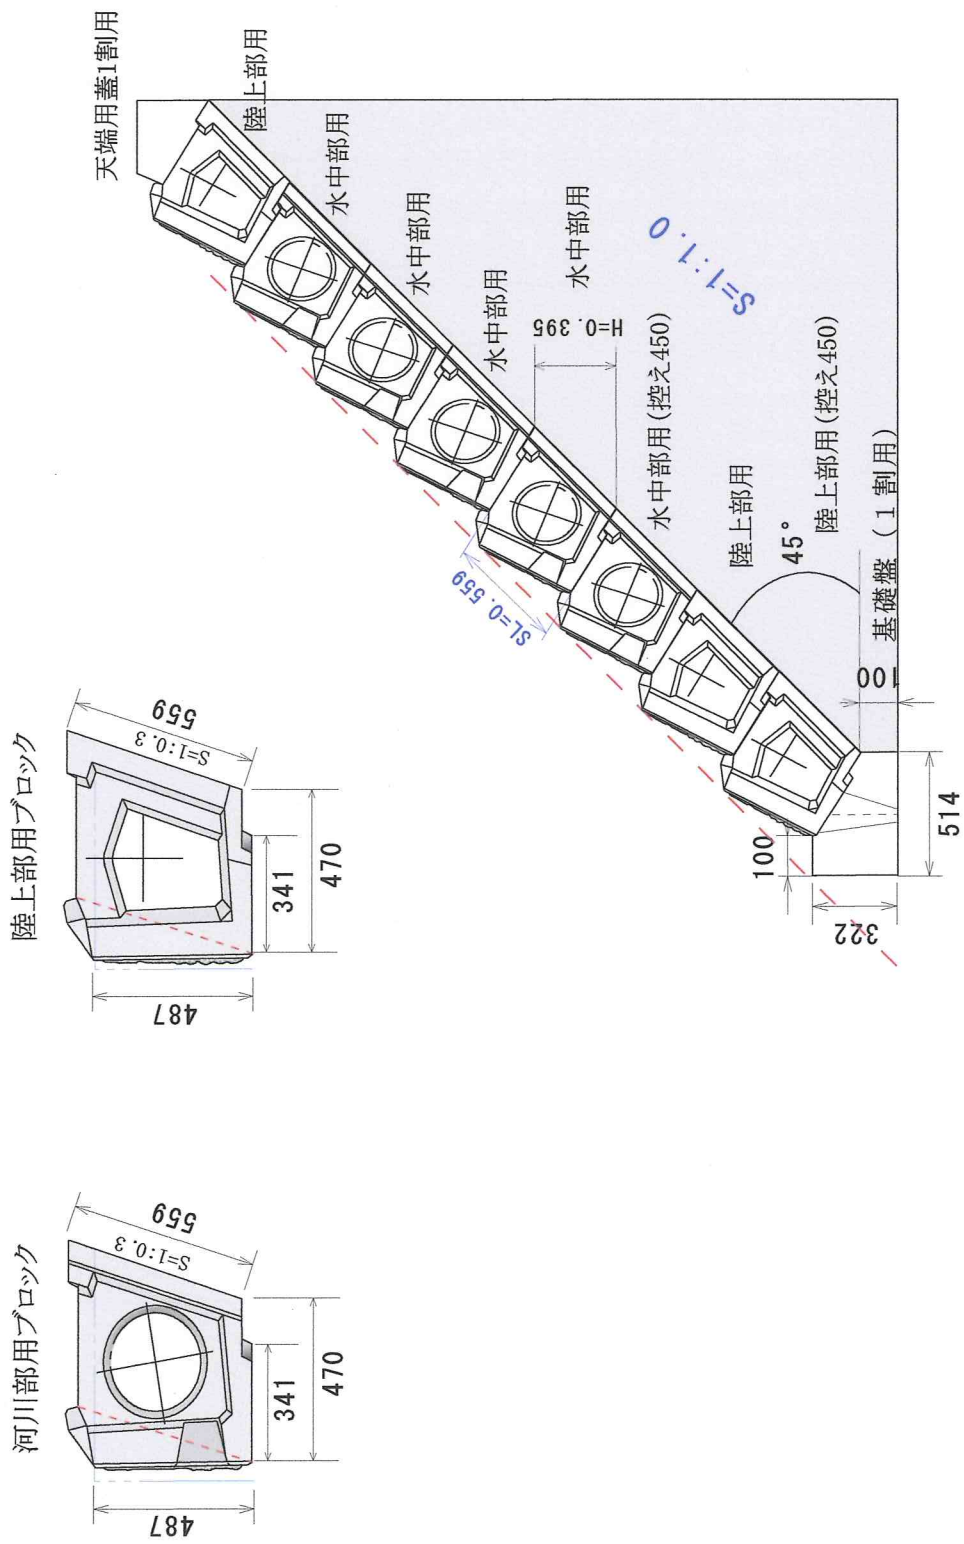 天端用蓋1割用
陸上部用
水中部用
水中部用
水中部用
水中部用
H=0.395
S=1:1.0
水中部用(控え450)
陸上部用
陸上部用(控え450)
45°
基礎盤(1割用)
SL=0.559
100
100
514
322
陸上部用ブロック
559
S=1:0.3
341
470
487
河川部用ブロック
559
S=1:0.3
341
470
487